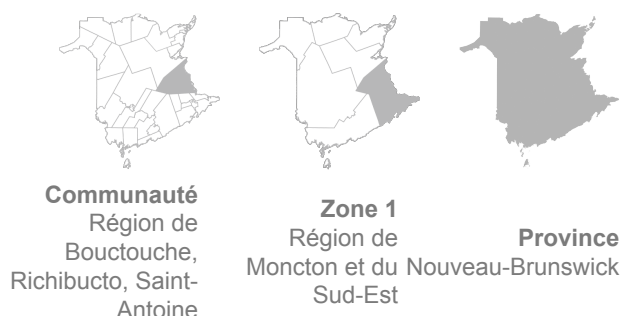 Communauté
Région de
Bouctouche,
Richibucto, Saint-
Antoine
Zone 1
Région de
Moncton et du
Sud-Est
Province
Nouveau-Brunswick